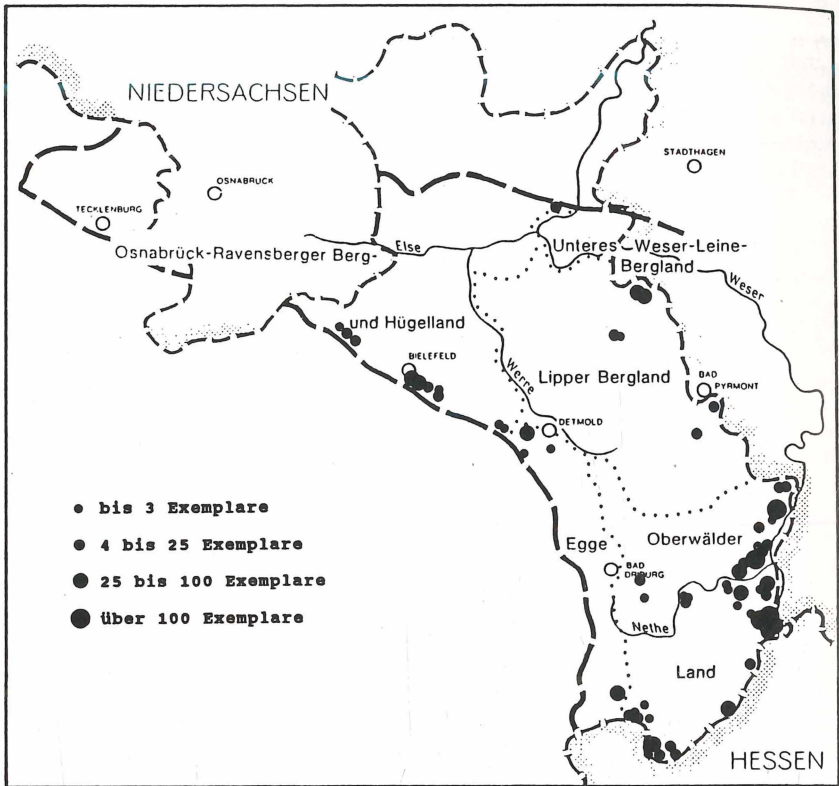 NIEDERSACHSEN
STADTHAGEN
OSNABRÜCK
TECKLENBURG
Osnabrück-Ravensberger Berg-
Else
Unteres Weser-Leine-
Bergland
Weser
und Hügelland
BIELEFELD
Werre
Lipper Bergland
BAD
PYRMONT
DETMOLD
bis 3 Exemplare
4 bis 25 Exemplare
25 bis 100 Exemplare
über 100 Exemplare
Egge
Oberwälder
BAD
DRIBURG
Nethe
Land
HESSEN